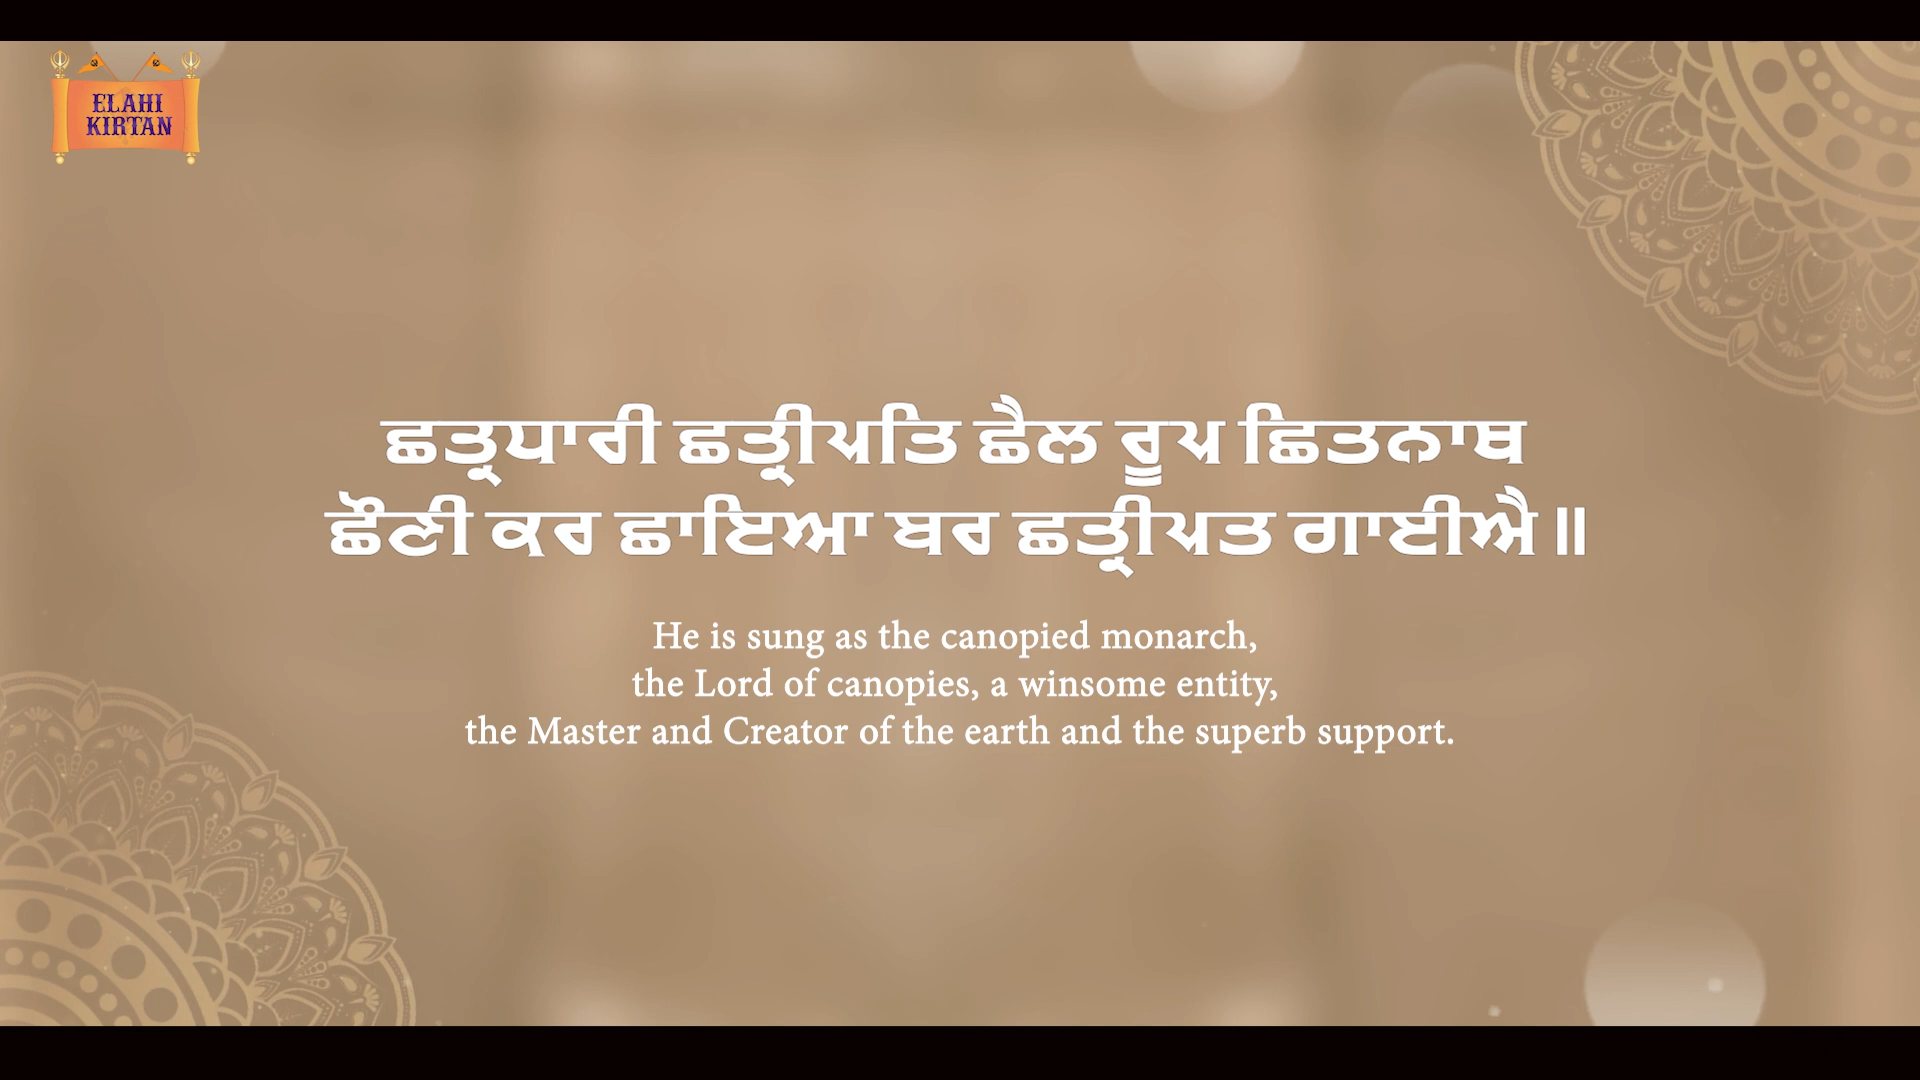 ELAHI
KIRTAN
ਛਤ੍ਰਧਾਰੀ ਛਤ੍ਰੀਪਤਿ ਛੈਲ ਰੂਪ ਛਿਤਨਾਥ
ਛੌਣੀ ਕਰ ਛਾਇਆ ਬਰ ਛਤ੍ਰੀਪਤ ਗਾਈਐ॥
He is sung as the canopied monarch,
the Lord of canopies, a winsome entity,
the Master and Creator of the earth and the superb support.